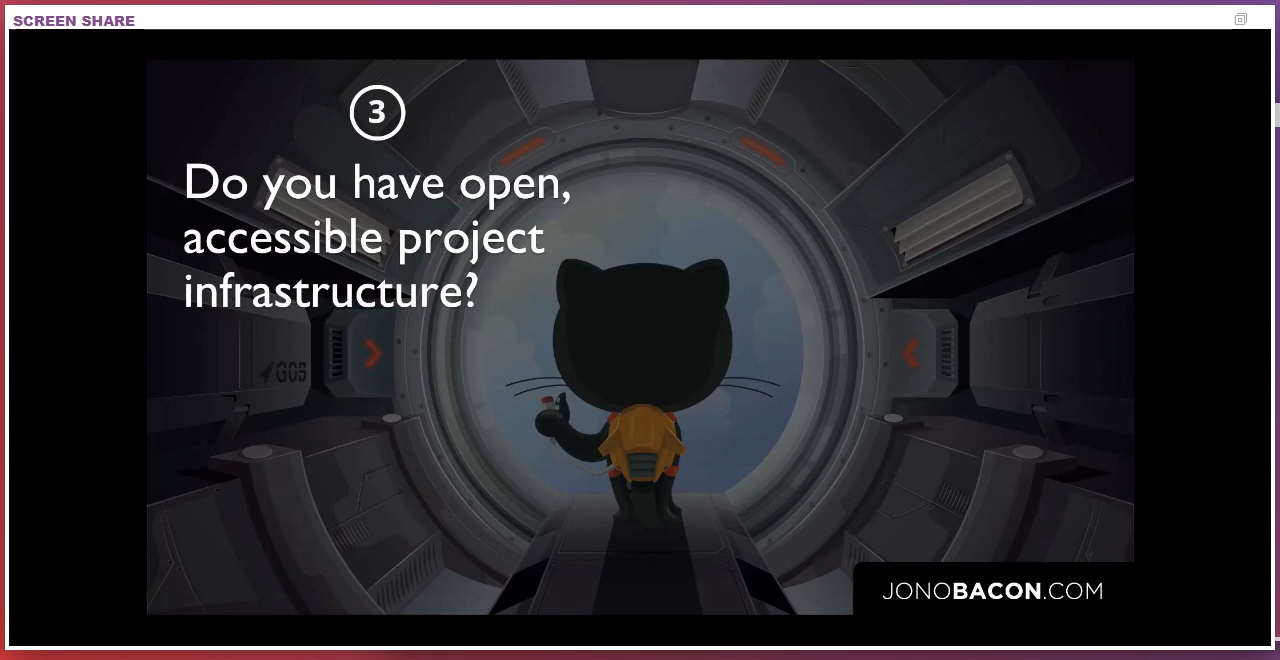 SCREEN SHARE
3
Do you have open,
accessible project
infrastructure?
G05
JONOBACON.COM